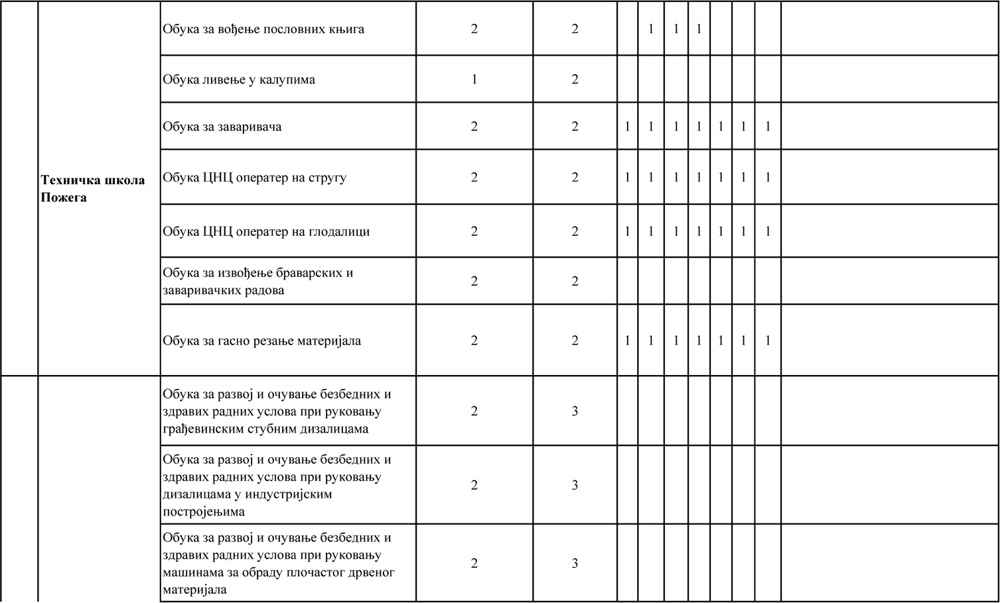 Обука за вођење пословних књига 2 2 1 1 1
Обука ливење у калупима 1 2
Обука за заваривача 2 2 1 1 1 1 1 1 1
Техничка школа
Пожега
Обука ЦНЦ оператер на стругу 2 2 1 1 1 1 1 1 1
Обука ЦНЦ оператер на глодалици 2 2 1 1 1 1 1 1 1
Обука за извођење браварских и
заваривачких радова 2 2
Обука за гасно резање материјала 2 2 1 1 1 1 1 1 1
Обука за развој и очување безбедних и
здравих радних услова при руковању
грађевинским стубним дизалицама 2 3
Обука за развој и очување безбедних и
здравих радних услова при руковању
дизалицама у индустријским
постројењима 2 3
Обука за развој и очување безбедних и
здравих радних услова при руковању
машинама за обраду плочастог дрвеног
материјала 2 3